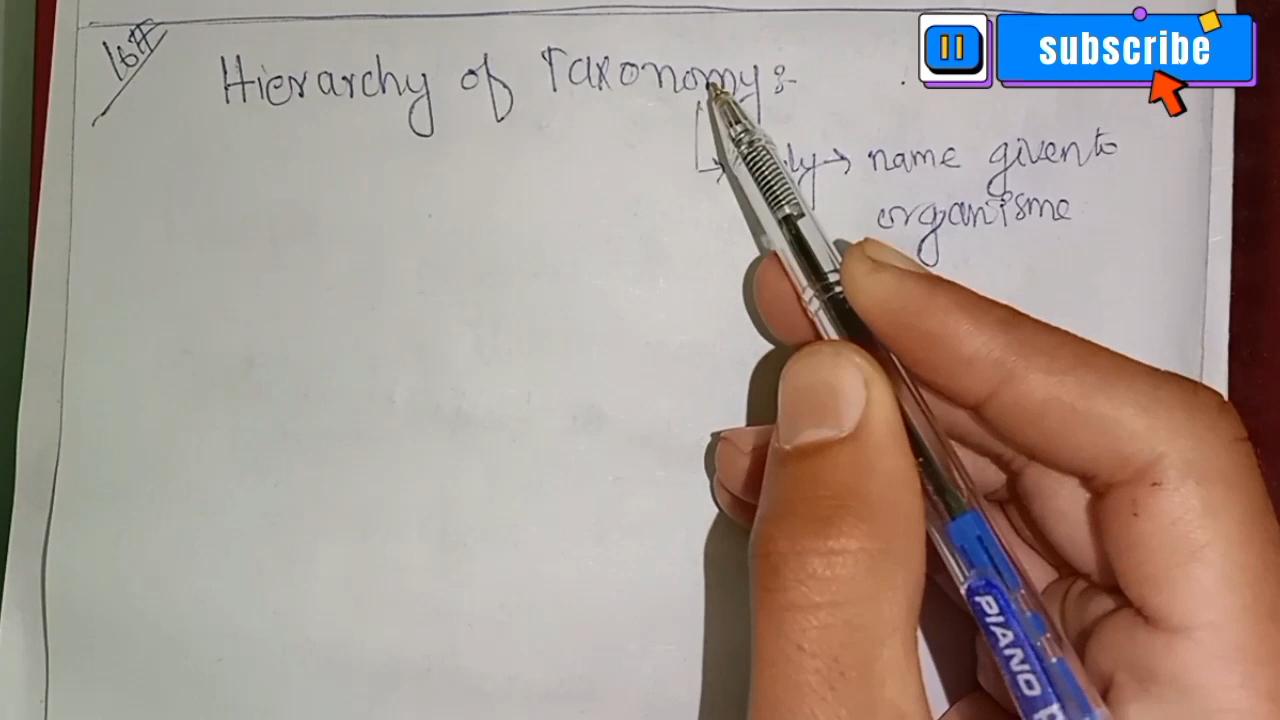 16#
Hierarchy of Taxonomy:-
name given to
organisme
subscribe
PIANO